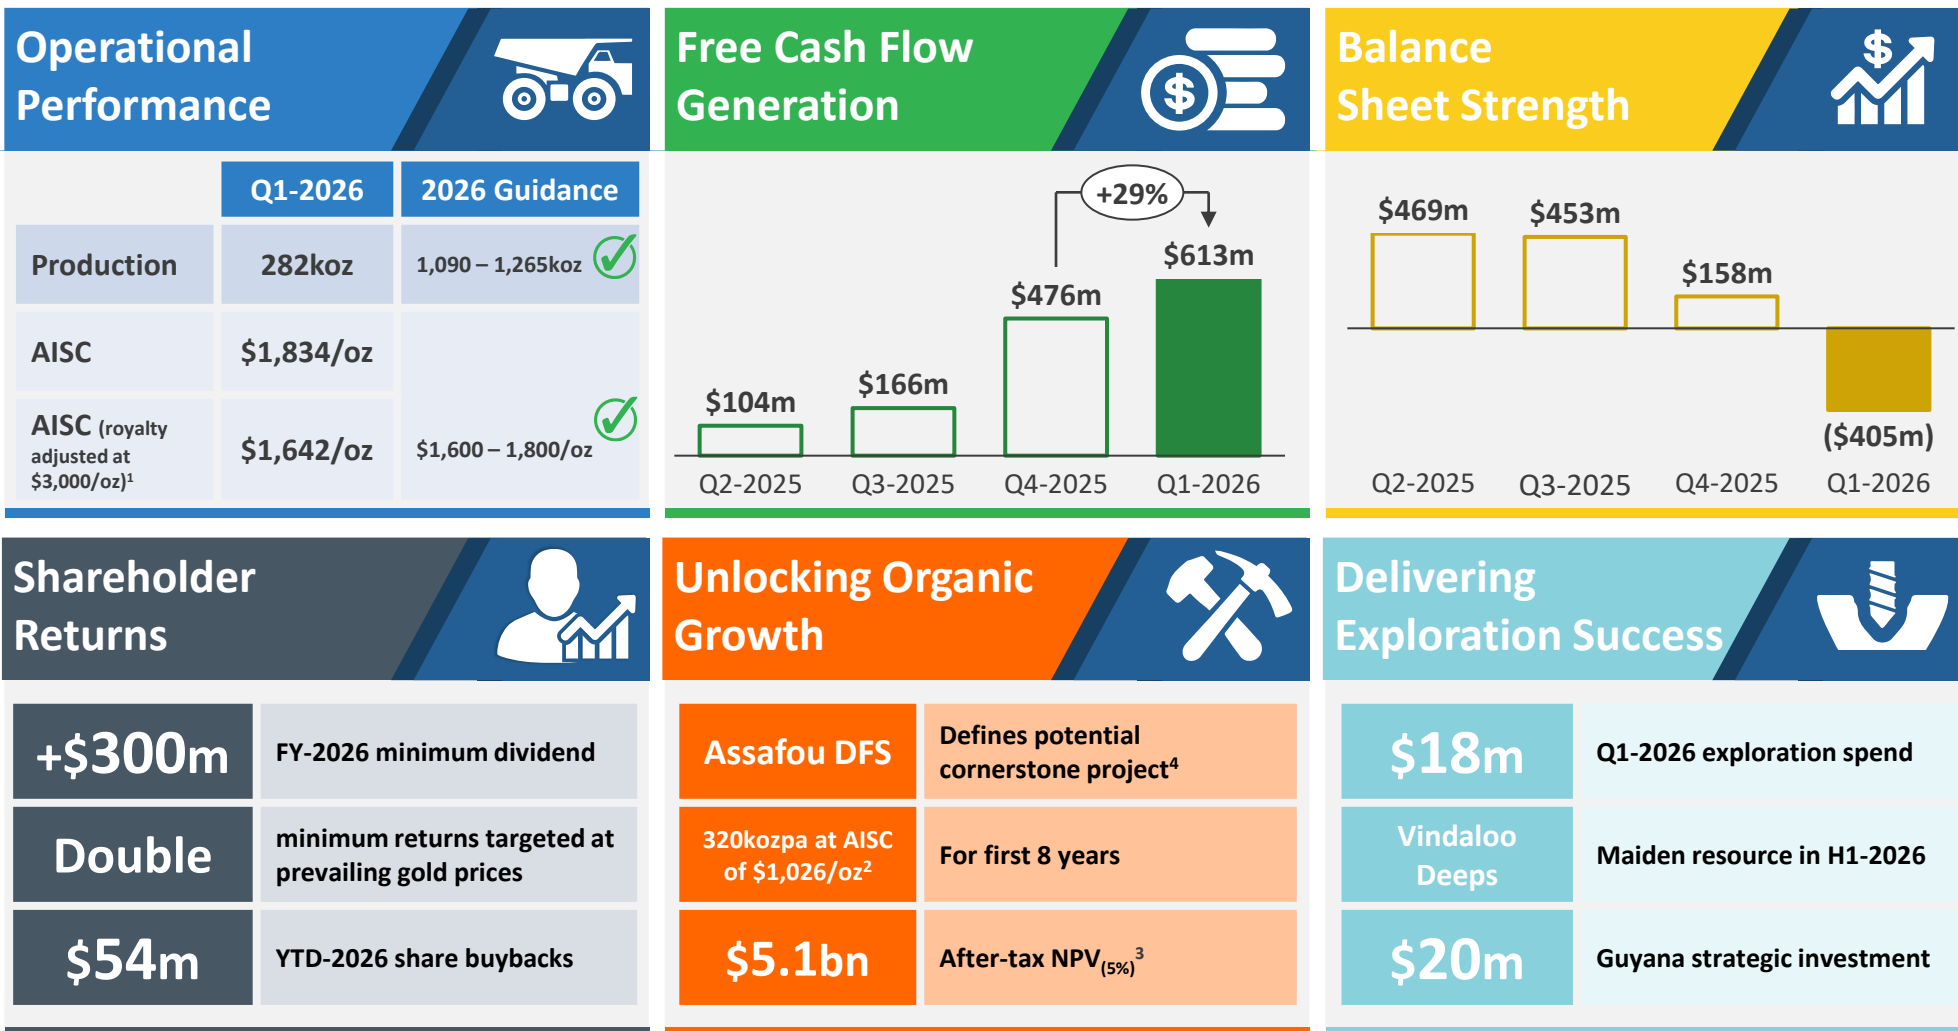 Operational
Performance
Q1-2026
2026 Guidance
Production
282koz
1,090 – 1,265koz
AISC
$1,834/oz
AISC (royalty
adjusted at
$3,000/oz)¹
$1,642/oz
$1,600 – 1,800/oz
Free Cash Flow
Generation
+29%
$104m
$166m
$476m
$613m
Q2-2025
Q3-2025
Q4-2025
Q1-2026
Balance
Sheet Strength
$469m
$453m
$158m
($405m)
Q2-2025
Q3-2025
Q4-2025
Q1-2026
Shareholder
Returns
+$300m
FY-2026 minimum dividend
Double
minimum returns targeted at
prevailing gold prices
$54m
YTD-2026 share buybacks
Unlocking Organic
Growth
Assafou DFS
Defines potential
cornerstone project⁴
320kozpa at AISC
of $1,026/oz²
For first 8 years
$5.1bn
After-tax NPV(5%)³
Delivering
Exploration Success
$18m
Q1-2026 exploration spend
Vindaloo
Deeps
Maiden resource in H1-2026
$20m
Guyana strategic investment